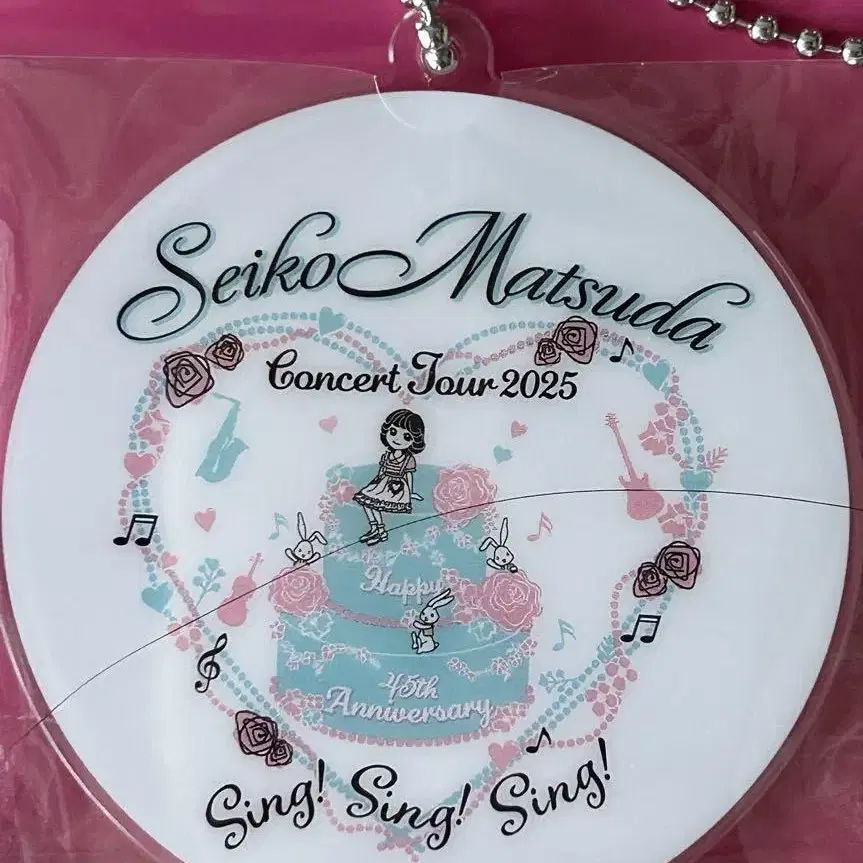 Seiko Matsuda
Concert Tour 2025
Happy
45th
Anniversary
Sing! Sing! Sing!